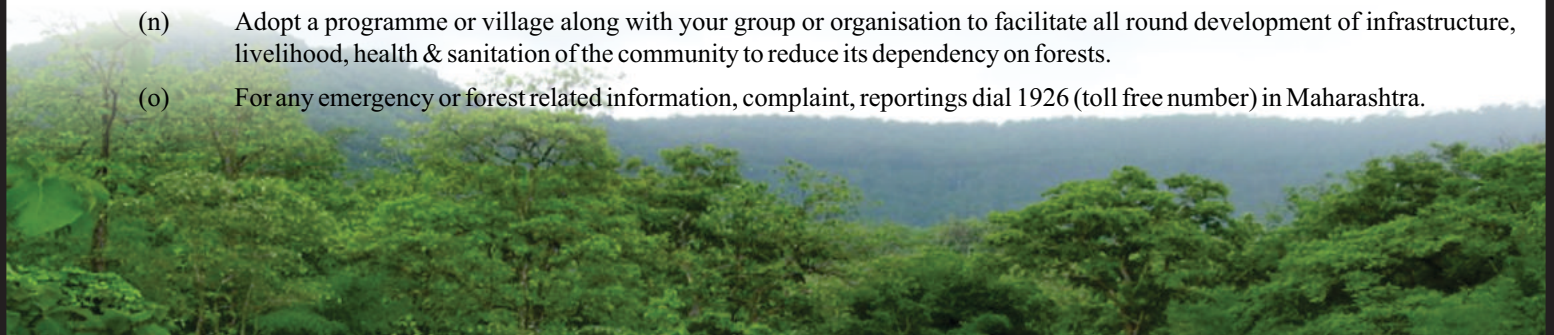 (n) Adopt a programme or village along with your group or organisation to facilitate all round development of infrastructure,
livelihood, health & sanitation of the community to reduce its dependency on forests.
(o) For any emergency or forest related information, complaint, reportings dial 1926 (toll free number) in Maharashtra.